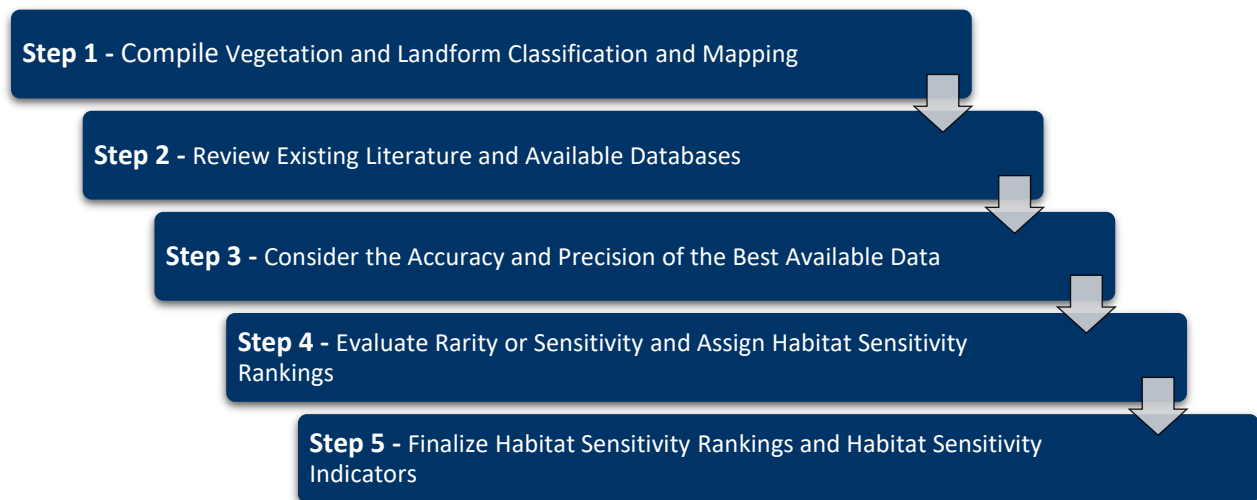 Step 1 - Compile Vegetation and Landform Classification and Mapping
Step 2 - Review Existing Literature and Available Databases
Step 3 - Consider the Accuracy and Precision of the Best Available Data
Step 4 - Evaluate Rarity or Sensitivity and Assign Habitat Sensitivity
Rankings
Step 5 - Finalize Habitat Sensitivity Rankings and Habitat Sensitivity
Indicators